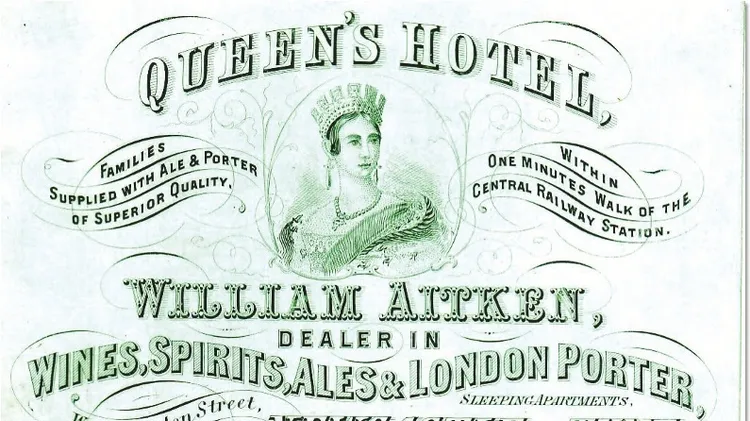 QUEEN'S HOTEL,
FAMILIES
SUPPLIED WITH ALE & PORTER
OF SUPERIOR QUALITY.
WITHIN
ONE MINUTES WALK OF THE
CENTRAL RAILWAY STATION.
WILLIAM AITKEN,
DEALER IN
WINES, SPIRITS, ALES & LONDON PORTER,
Street,
SLEEPING APARTMENTS,